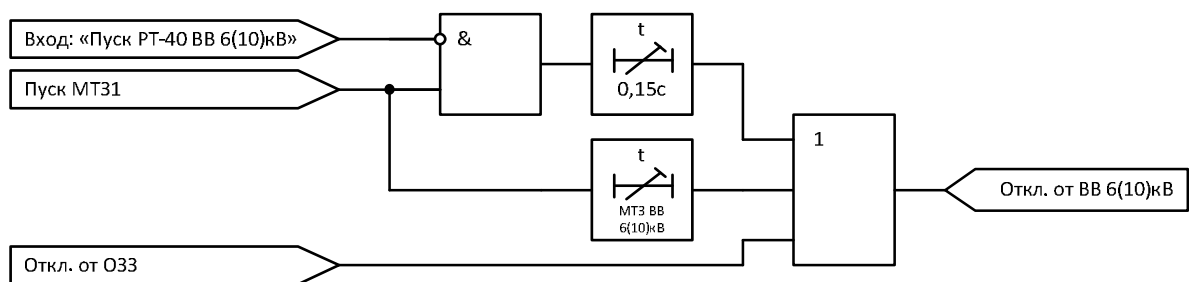 Вход: «Пуск РТ-40 ВВ 6(10)кВ»
&
t
0,15с
Пуск МТЗ1
1
t
МТЗ ВВ
6(10)кВ
Откл. от ВВ 6(10)кВ
Откл. от ОЗЗ